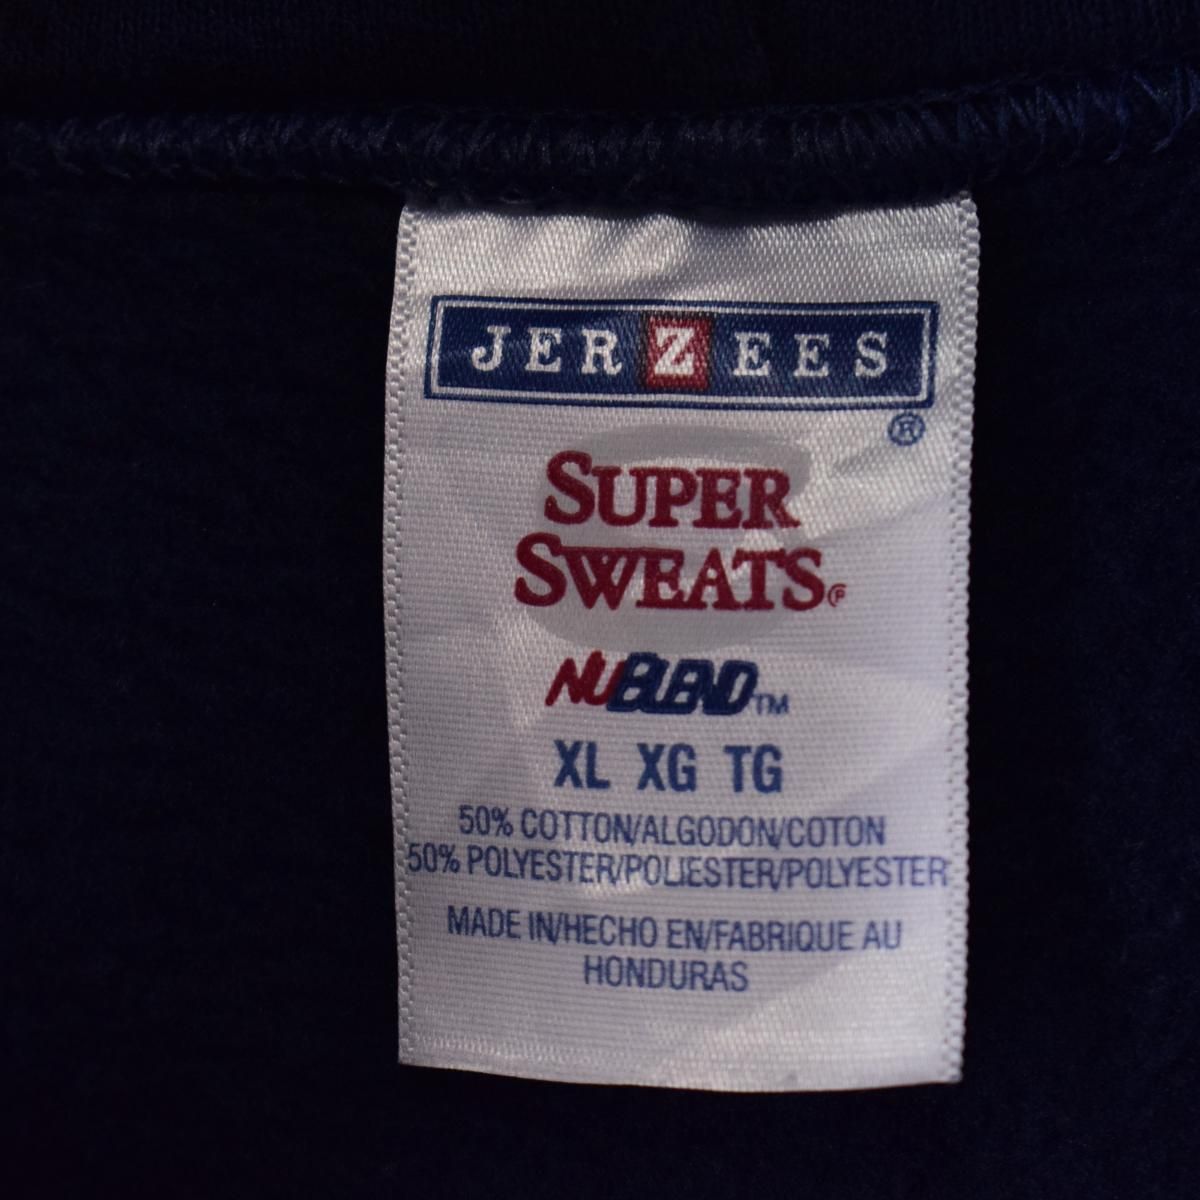 JERZEES
®
SUPER
SWEATS®
NUBLEND™
XL XG TG
50% COTTON/ALGODON/COTON
50% POLYESTER/POLIESTER/POLYESTER
MADE IN/HECHO EN/FABRIQUE AU
HONDURAS